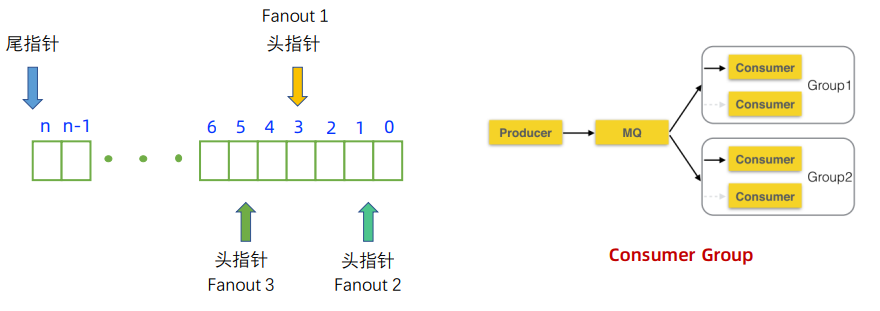 Fanout 1
尾指针
头指针
n n-1 6 5 4 3 2 1 0
头指针
Fanout 3
头指针
Fanout 2
Producer
MQ
Consumer
Consumer
Group1
Consumer
Consumer
Group2
Consumer Group